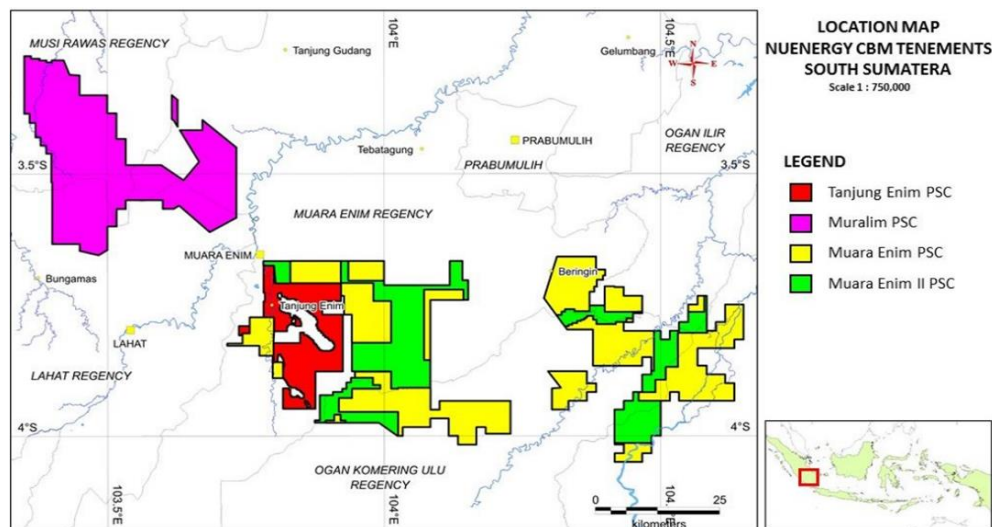 LOCATION MAP
NUENERGY CBM TENEMENTS
SOUTH SUMATERA
Scale 1 : 750,000
LEGEND
Tanjung Enim PSC
Muralim PSC
Muara Enim PSC
Muara Enim II PSC
MUSI RAWAS REGENCY
Tanjung Gudang
104°E
Gelumbang
104.5°E
N
W E
S
PRABUMULIH
OGAN ILIR
REGENCY
Tebatagung
PRABUMULIH
3.5°S
3.5°S
MUARA ENIM REGENCY
MUARA ENIM
Beringin
Bungamas
Tanjung Enim
LAHAT
LAHAT REGENCY
4°S
4°S
OGAN KOMERING ULU
REGENCY
103.5°E
104°E
0 25
kilometers